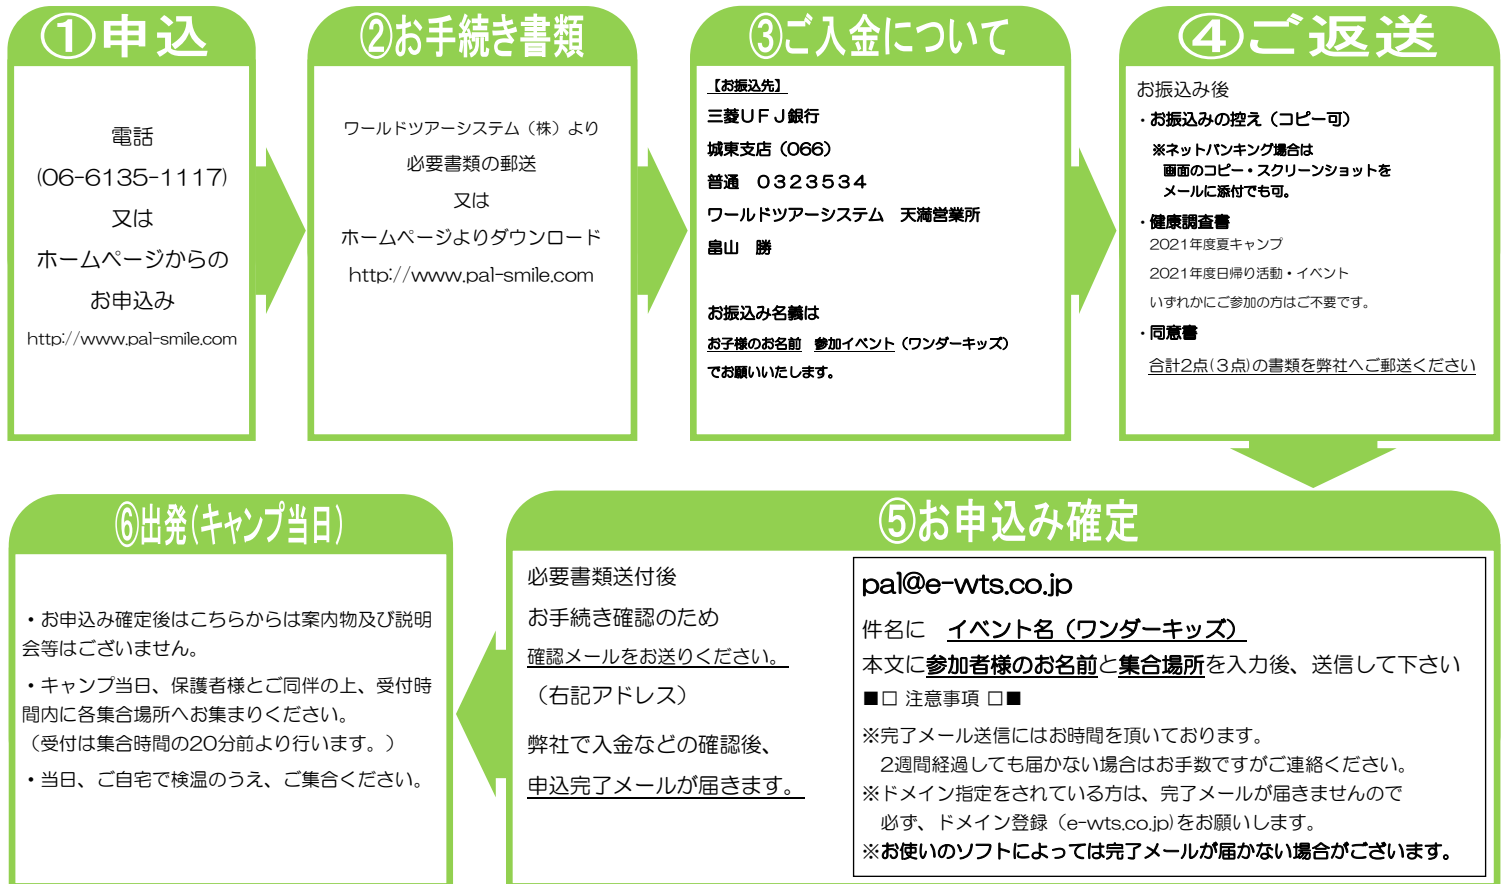 ①申込
電話
(06-6135-1117)
又は
ホームページからの
お申込み
http://www.pal-smile.com
②お手続き書類
ワールドツアーシステム（株）より
必要書類の郵送
又は
ホームページよりダウンロード
http://www.pal-smile.com
③ご入金について
【お振込先】
三菱ＵＦＪ銀行
城東支店（066）
普通　０３２３５３４
ワールドツアーシステム　天満営業所
畠山　勝
お振込み名義は
お子様のお名前　参加イベント（ワンダーキッズ）
でお願いいたします。
④ご返送
お振込み後
・お振込みの控え（コピー可）
※ネットバンキング場合は
画面のコピー・スクリーンショットを
メールに添付でも可。
・健康調査書
2021年度夏キャンプ
2021年度日帰り活動・イベント
いずれかにご参加の方はご不要です。
・同意書
合計2点(３点)の書類を弊社へご郵送ください
⑤お申込み確定
必要書類送付後
お手続き確認のため
確認メールをお送りください。
（右記アドレス）
弊社で入金などの確認後、
申込完了メールが届きます。
pal@e-wts.co.jp
件名に　イベント名（ワンダーキッズ）
本文に参加者様のお名前と集合場所を入力後、送信して下さい
■□ 注意事項 □■
※完了メール送信にはお時間を頂いております。
2週間経過しても届かない場合はお手数ですがご連絡ください。
※ドメイン指定をされている方は、完了メールが届きませんので
必ず、ドメイン登録（e-wts.co.jp)をお願いします。
※お使いのソフトによっては完了メールが届かない場合がございます。
⑥出発(キャンプ当日)
・お申込み確定後はこちらからは案内物及び説明
会等はございません。
・キャンプ当日、保護者様とご同伴の上、受付時
間内に各集合場所へお集まりください。
（受付は集合時間の20分前より行います。）
・当日、ご自宅で検温のうえ、ご集合ください。